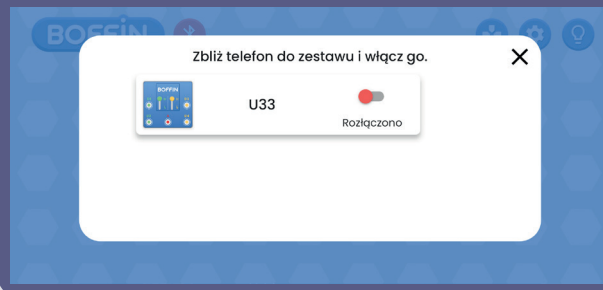 BOFFIN
Zbliż telefon do zestawu i włącz go.
BOFFIN
U33
Rozłączono